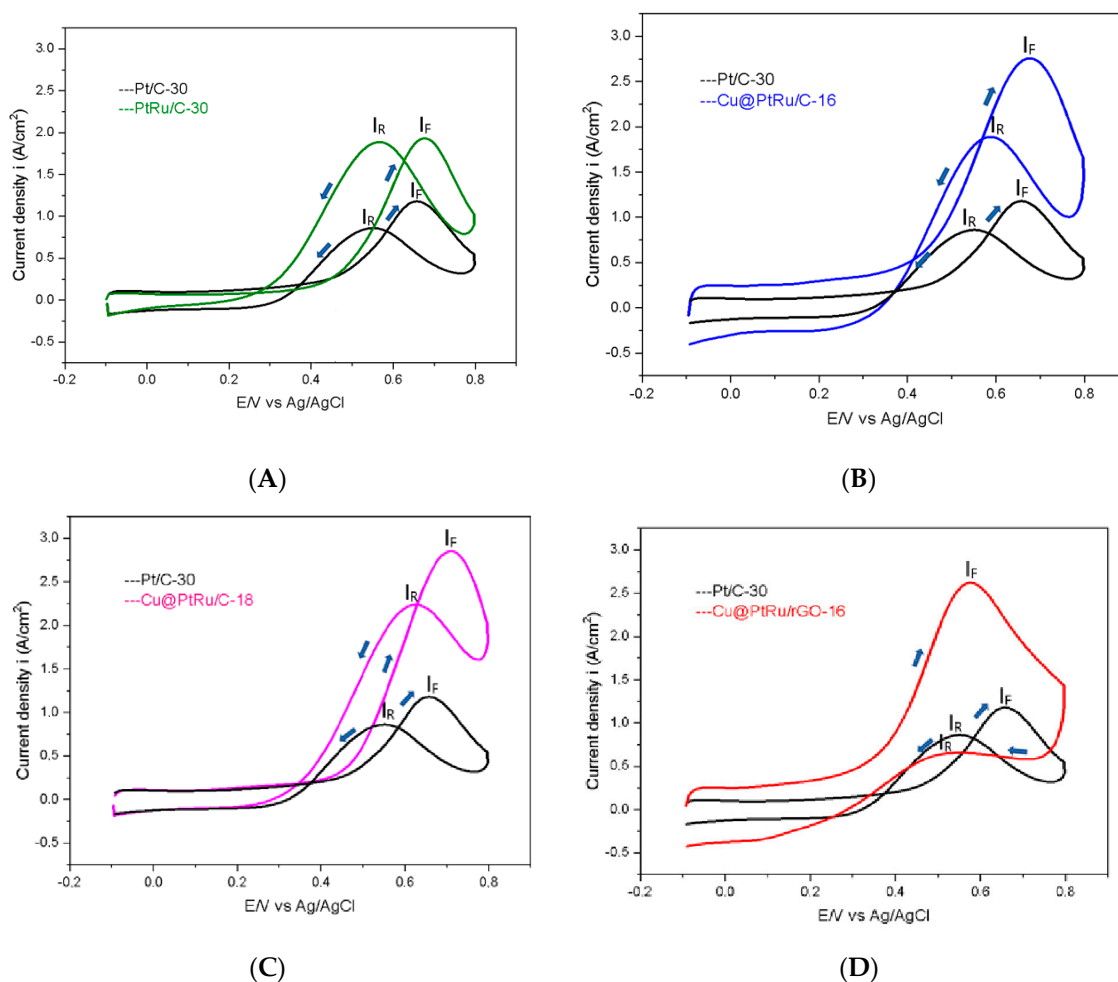 3.0
2.5
2.0
1.5
1.0
0.5
0.0
-0.5
Current density i (A/cm²)
---Pt/C-30
---PtRu/C-30
I_R
I_F
I_R
I_F
-0.2 0.0 0.2 0.4 0.6 0.8
E/V vs Ag/AgCl
(A)
3.0
2.5
2.0
1.5
1.0
0.5
0.0
-0.5
Current density i (A/cm²)
---Pt/C-30
---Cu@PtRu/C-16
I_F
I_R
I_F
I_R
-0.2 0.0 0.2 0.4 0.6 0.8
E/V vs Ag/AgCl
(B)
3.0
2.5
2.0
1.5
1.0
0.5
0.0
-0.5
Current density i (A/cm²)
---Pt/C-30
---Cu@PtRu/C-18
I_F
I_R
I_F
I_R
-0.2 0.0 0.2 0.4 0.6 0.8
E/V vs Ag/AgCl
(C)
3.0
2.5
2.0
1.5
1.0
0.5
0.0
-0.5
Current density i (A/cm²)
---Pt/C-30
---Cu@PtRu/rGO-16
I_F
I_F
I_R
I_R
-0.2 0.0 0.2 0.4 0.6 0.8
E/V vs Ag/AgCl
(D)